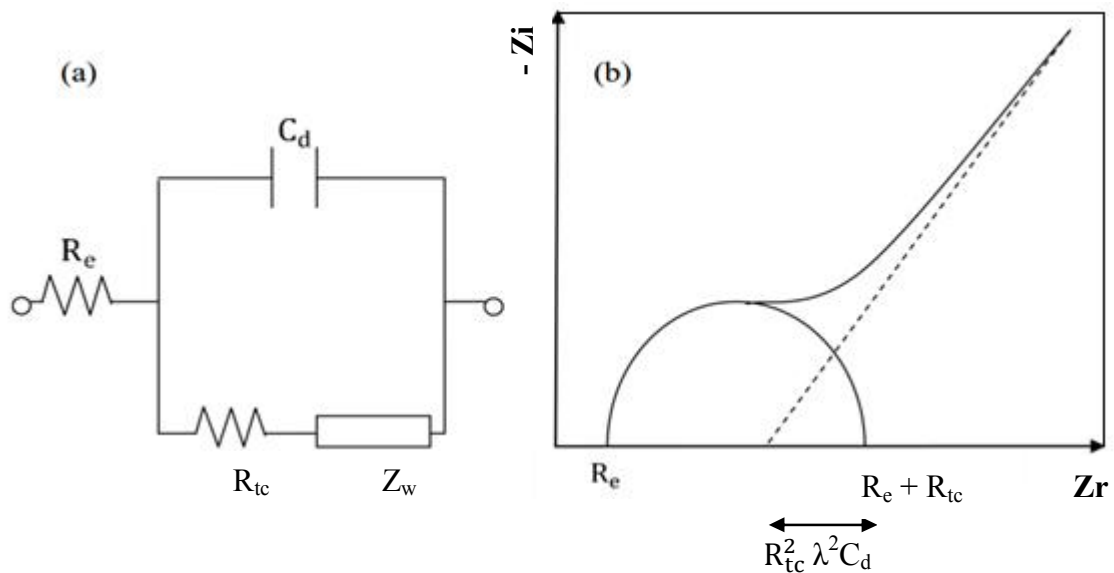 (a)
C_d
R_e
R_tc
Z_w
- Zi
(b)
R_e
R_e + R_tc
Zr
R_tc^2 λ^2 C_d